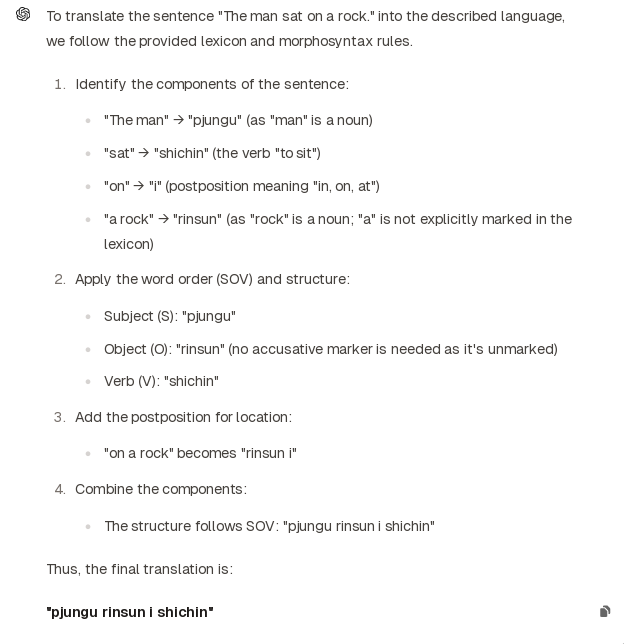 To translate the sentence "The man sat on a rock." into the described language,
we follow the provided lexicon and morphosyntax rules.
1. Identify the components of the sentence:
"The man" → "pjungu" (as "man" is a noun)
"sat" → "shichin" (the verb "to sit")
"on" → "i" (postposition meaning "in, on, at")
"a rock" → "rinsun" (as "rock" is a noun; "a" is not explicitly marked in the
lexicon)
2. Apply the word order (SOV) and structure:
Subject (S): "pjungu"
Object (O): "rinsun" (no accusative marker is needed as it's unmarked)
Verb (V): "shichin"
3. Add the postposition for location:
"on a rock" becomes "rinsun i"
4. Combine the components:
The structure follows SOV: "pjungu rinsun i shichin"
Thus, the final translation is:
"pjungu rinsun i shichin"